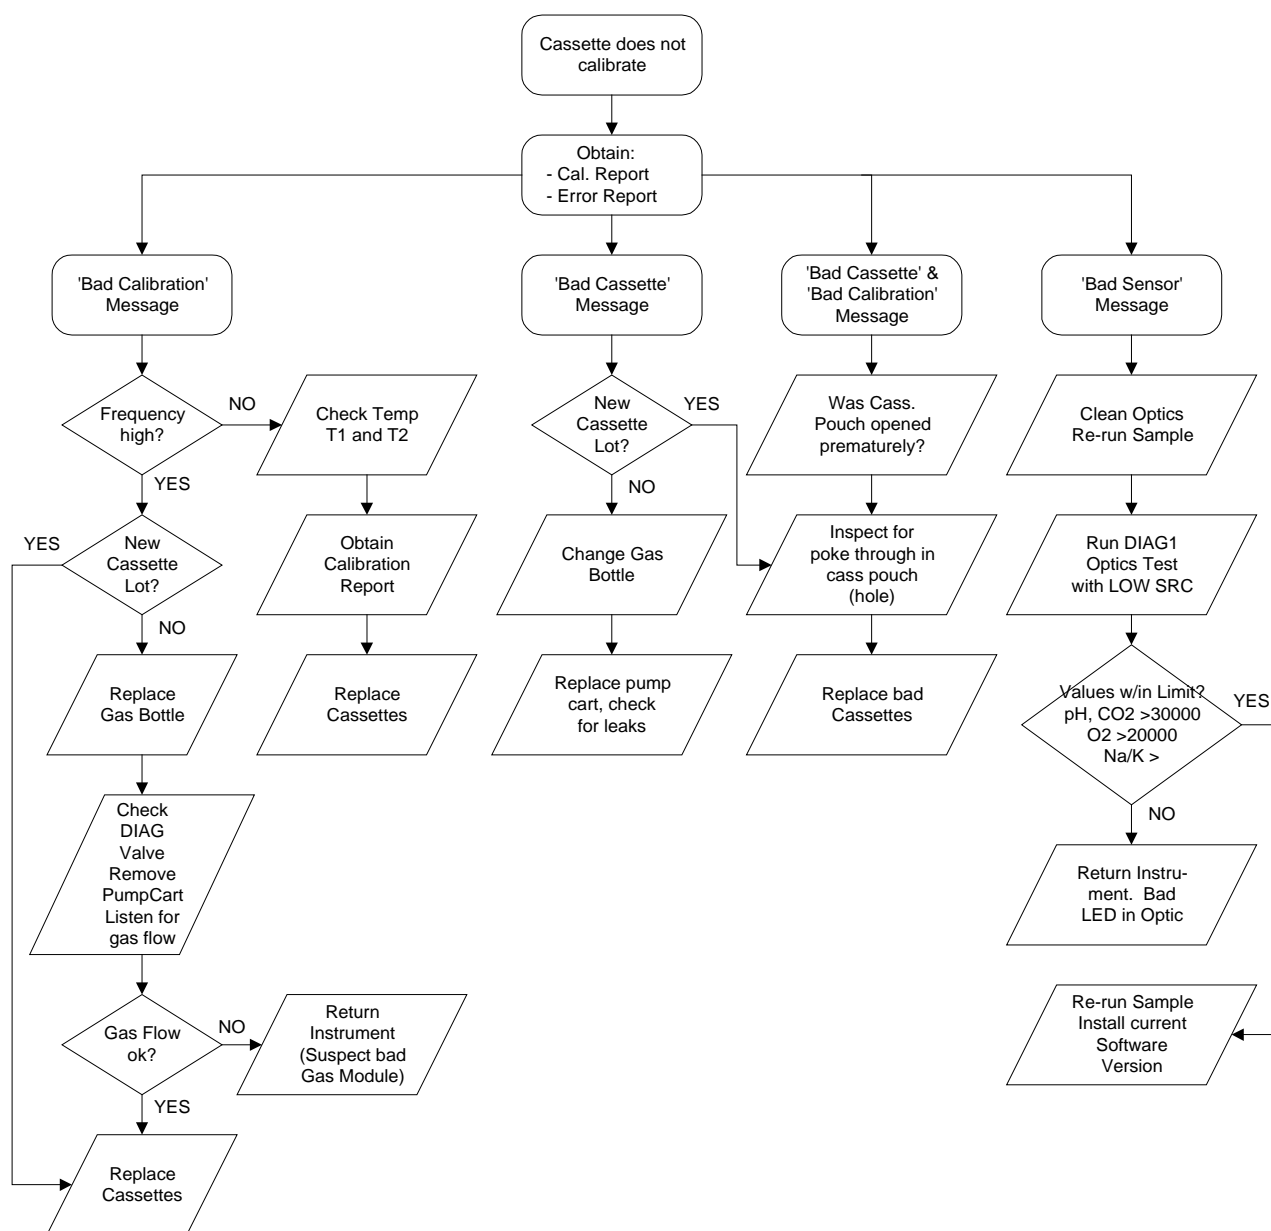 Cassette does not
calibrate
Obtain:
- Cal. Report
- Error Report
'Bad Calibration'
Message
Frequency
high?
NO
YES
Check Temp
T1 and T2
YES
New
Cassette
Lot?
NO
Obtain
Calibration
Report
Replace
Gas Bottle
Replace
Cassettes
Check
DIAG
Valve
Remove
PumpCart
Listen for
gas flow
Gas Flow
ok?
NO
YES
Return
Instrument
(Suspect bad
Gas Module)
Replace
Cassettes
'Bad Cassette'
Message
New
Cassette
Lot?
YES
NO
Change Gas
Bottle
Replace pump
cart, check
for leaks
'Bad Cassette' &
'Bad Calibration'
Message
Was Cass.
Pouch opened
prematurely?
Inspect for
poke through in
cass pouch
(hole)
Replace bad
Cassettes
'Bad Sensor'
Message
Clean Optics
Re-run Sample
Run DIAG1
Optics Test
with LOW SRC
Values w/in Limit?
pH, CO2 >30000
O2 >20000
Na/K >
YES
NO
Return Instru-
ment. Bad
LED in Optic
Re-run Sample
Install current
Software
Version